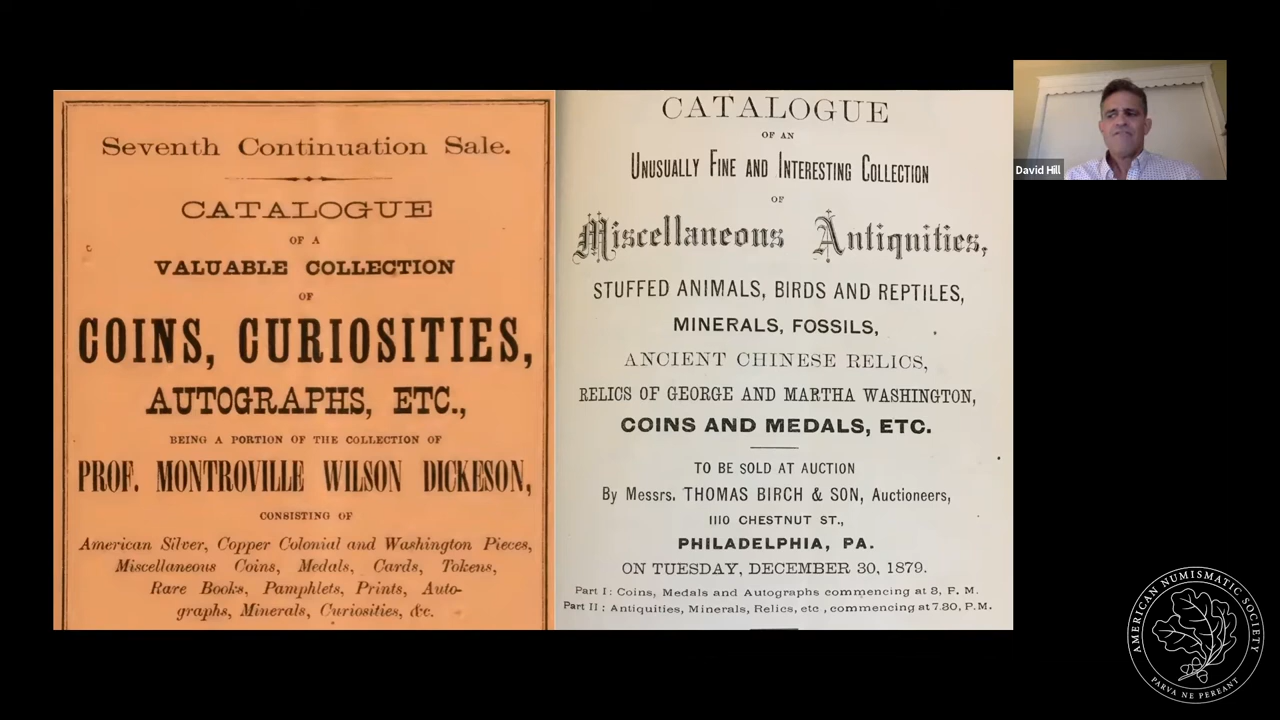 Seventh Continuation Sale.
CATALOGUE
OF A
VALUABLE COLLECTION
OF
COINS, CURIOSITIES,
AUTOGRAPHS, ETC.,
BEING A PORTION OF THE COLLECTION OF
PROF. MONTROVILLE WILSON DICKESON,
CONSISTING OF
American Silver, Copper Colonial and Washington Pieces,
Miscellaneous Coins, Medals, Cards, Tokens,
Rare Books, Pamphlets, Prints, Auto-
graphs, Minerals, Curiosities, &c.
CATALOGUE
OF AN
UNUSUALLY FINE AND INTERESTING COLLECTION
OF
Miscellaneous Antiquities,
STUFFED ANIMALS, BIRDS AND REPTILES,
MINERALS, FOSSILS,
ANCIENT CHINESE RELICS,
RELICS OF GEORGE AND MARTHA WASHINGTON,
COINS AND MEDALS, ETC.
TO BE SOLD AT AUCTION
By Messrs. THOMAS BIRCH & SON, Auctioneers,
1110 CHESTNUT ST.,
PHILADELPHIA, PA.
ON TUESDAY, DECEMBER 30, 1879.
Part I: Coins, Medals and Autographs commencing at 3, P. M.
Part II: Antiquities, Minerals, Relics, etc., commencing at 7.30, P.M.
David Hill
AMERICAN NUMISMATIC SOCIETY
PARVA NE PEREANT